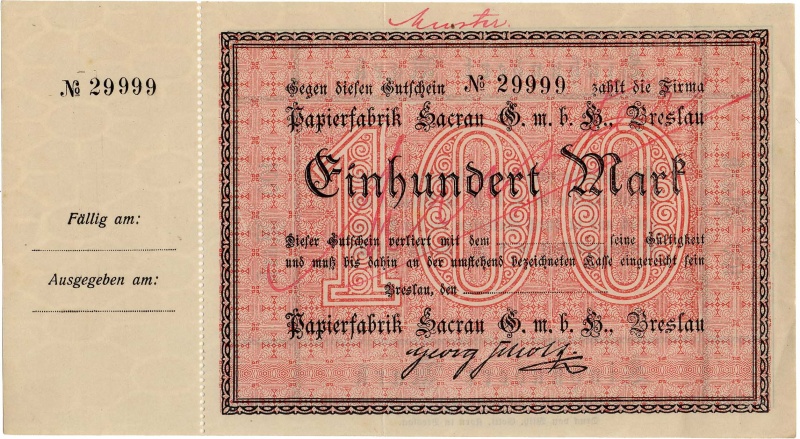 Muster.
№ 29999
Fällig am:
Ausgegeben am:
Gegen diesen Gutschein № 29999 zahlt die Firma
Papierfabrik Sacrau G. m. b. H., Breslau
100
Einhundert Mark
Dieser Gutschein verliert mit dem seine Gültigkeit
und muß bis dahin an der umstehend bezeichneten Kasse eingereicht sein
Breslau, den
Papierfabrik Sacrau G. m. b. H., Breslau
Georg